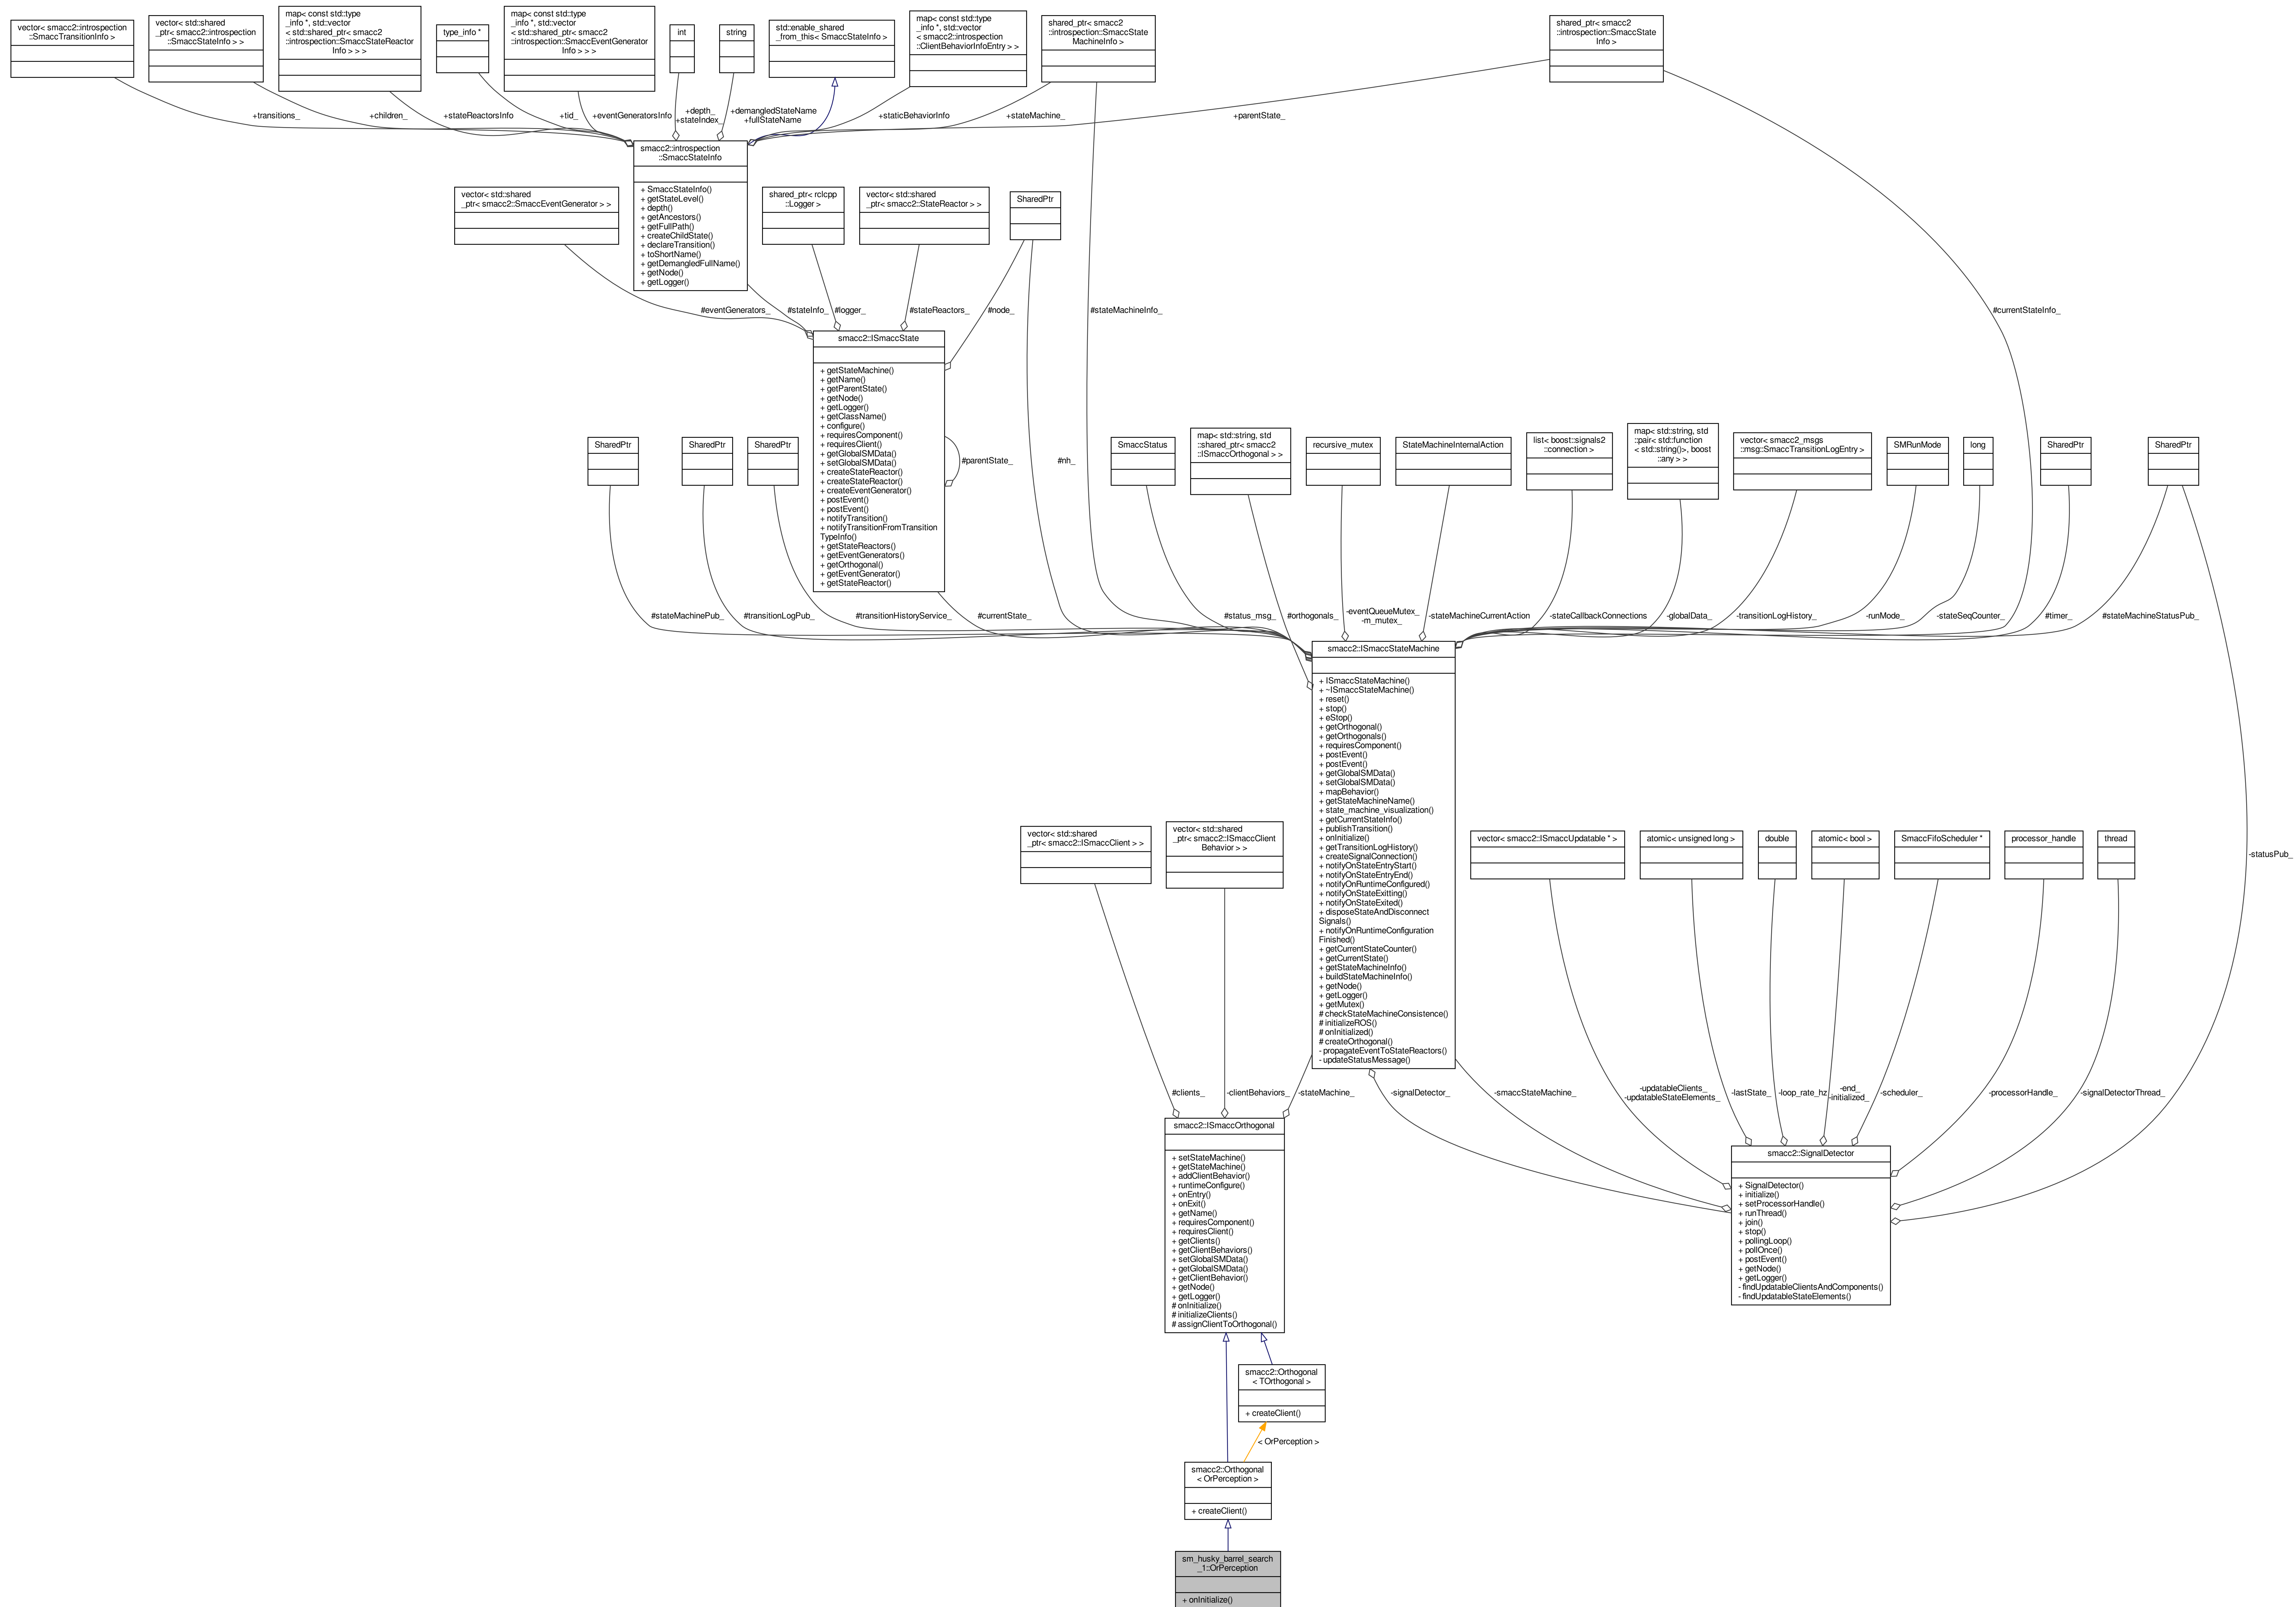 vector< smacc2::introspection
::SmaccTransitionInfo >
vector< std::shared
_ptr< smacc2::introspection
::SmaccStateInfo > >
map< const std::type
_info *, std::vector
< std::shared_ptr< smacc2
::introspection::SmaccStateReactor
Info > > >
type_info *
map< const std::type
_info *, std::vector
< std::shared_ptr< smacc2
::introspection::SmaccEventGenerator
Info > > >
int
string
std::enable_shared
_from_this< SmaccStateInfo >
map< const std::type
_info *, std::vector
< smacc2::introspection
::ClientBehaviorInfoEntry > >
shared_ptr< smacc2
::introspection::SmaccState
MachineInfo >
shared_ptr< smacc2
::introspection::SmaccState
Info >
+transitions_
+children_
+stateReactorsInfo
+tid_
+eventGeneratorsInfo
+depth_
+stateIndex_
+demangledStateName
+fullStateName
+staticBehaviorInfo
+stateMachine_
+parentState_
smacc2::introspection
::SmaccStateInfo
+ SmaccStateInfo()
+ getStateLevel()
+ depth()
+ getAncestors()
+ getFullPath()
+ createChildState()
+ declareTransition()
+ toShortName()
+ getDemangledFullName()
+ getNode()
+ getLogger()
vector< std::shared
_ptr< smacc2::SmaccEventGenerator > >
shared_ptr< rclcpp
::Logger >
vector< std::shared
_ptr< smacc2::StateReactor > >
SharedPtr
#eventGenerators_
#stateInfo_
#logger_
#stateReactors_
#node_
#stateMachineInfo_
#currentStateInfo_
smacc2::ISmaccState
+ getStateMachine()
+ getName()
+ getParentState()
+ getNode()
+ getLogger()
+ getClassName()
+ configure()
+ requiresComponent()
+ requiresClient()
+ getGlobalSMData()
+ setGlobalSMData()
+ createStateReactor()
+ createStateReactor()
+ createEventGenerator()
+ postEvent()
+ postEvent()
+ notifyTransition()
+ notifyTransitionFromTransition
TypeInfo()
+ getStateReactors()
+ getEventGenerators()
+ getOrthogonal()
+ getEventGenerator()
+ getStateReactor()
#parentState_
#nh_
SharedPtr
SharedPtr
SharedPtr
SmaccStatus
map< std::string, std
::shared_ptr< smacc2
::ISmaccOrthogonal > >
recursive_mutex
StateMachineInternalAction
list< boost::signals2
::connection >
map< std::string, std
::pair< std::function
< std::string()>, boost
::any > >
vector< smacc2_msgs
::msg::SmaccTransitionLogEntry >
SMRunMode
long
SharedPtr
SharedPtr
#stateMachinePub_
#transitionLogPub_
#transitionHistoryService_
#currentState_
#status_msg_
#orthogonals_
-eventQueueMutex_
-m_mutex_
-stateMachineCurrentAction
-stateCallbackConnections
-globalData_
-transitionLogHistory_
-runMode_
-stateSeqCounter_
#timer_
#stateMachineStatusPub_
smacc2::ISmaccStateMachine
+ ISmaccStateMachine()
+ ~ISmaccStateMachine()
+ reset()
+ stop()
+ eStop()
+ getOrthogonal()
+ getOrthogonals()
+ requiresComponent()
+ postEvent()
+ postEvent()
+ getGlobalSMData()
+ setGlobalSMData()
+ mapBehavior()
+ getStateMachineName()
+ state_machine_visualization()
+ getCurrentStateInfo()
+ publishTransition()
+ onInitialize()
+ getTransitionLogHistory()
+ createSignalConnection()
+ notifyOnStateEntryStart()
+ notifyOnStateEntryEnd()
+ notifyOnRuntimeConfigured()
+ notifyOnStateExitting()
+ notifyOnStateExited()
+ disposeStateAndDisconnect
Signals()
+ notifyOnRuntimeConfiguration
Finished()
+ getCurrentStateCounter()
+ getCurrentState()
+ getStateMachineInfo()
+ buildStateMachineInfo()
+ getNode()
+ getLogger()
+ getMutex()
# checkStateMachineConsistence()
# initializeROS()
# onInitialized()
# createOrthogonal()
- propagateEventToStateReactors()
- updateStatusMessage()
vector< std::shared
_ptr< smacc2::ISmaccClient > >
vector< std::shared
_ptr< smacc2::ISmaccClient
Behavior > >
vector< smacc2::ISmaccUpdatable * >
atomic< unsigned long >
double
atomic< bool >
SmaccFifoScheduler *
processor_handle
thread
-statusPub_
#clients_
-clientBehaviors_
-stateMachine_
-signalDetector_
-smaccStateMachine_
-updatableClients_
-updatableStateElements_
-lastState_
-loop_rate_hz
-end_
-initialized_
-scheduler_
-processorHandle_
-signalDetectorThread_
smacc2::ISmaccOrthogonal
+ setStateMachine()
+ getStateMachine()
+ addClientBehavior()
+ runtimeConfigure()
+ onEntry()
+ onExit()
+ getName()
+ requiresComponent()
+ requiresClient()
+ getClients()
+ getClientBehaviors()
+ setGlobalSMData()
+ getGlobalSMData()
+ getClientBehavior()
+ getNode()
+ getLogger()
# onInitialize()
# initializeClients()
# assignClientToOrthogonal()
smacc2::SignalDetector
+ SignalDetector()
+ initialize()
+ setProcessorHandle()
+ runThread()
+ join()
+ stop()
+ pollingLoop()
+ pollOnce()
+ postEvent()
+ getNode()
+ getLogger()
- findUpdatableClientsAndComponents()
- findUpdatableStateElements()
smacc2::Orthogonal
< TOrthogonal >
+ createClient()
< OrPerception >
smacc2::Orthogonal
< OrPerception >
+ createClient()
sm_husky_barrel_search
_1::OrPerception
+ onInitialize()